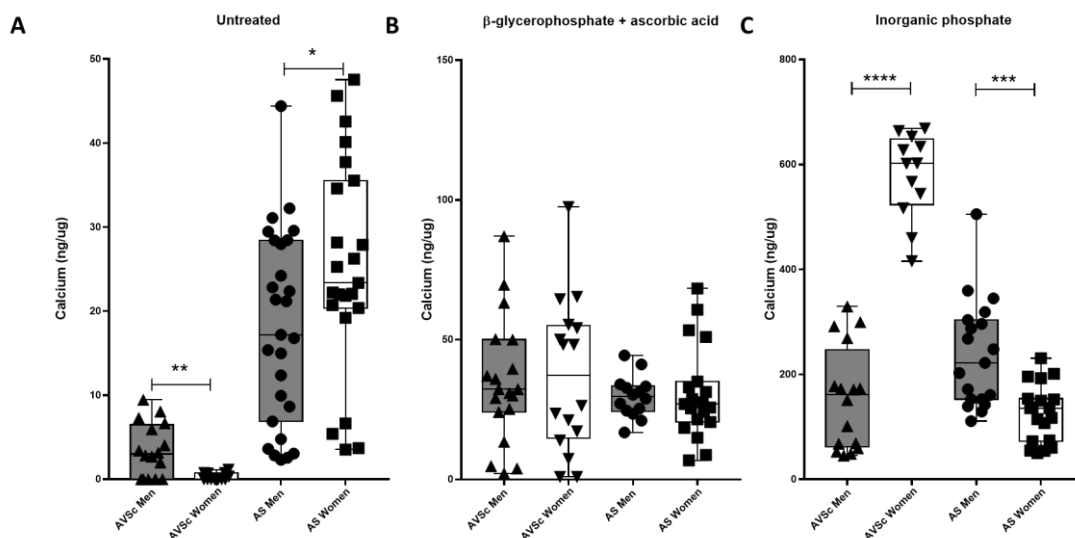 A
Untreated
Calcium (ng/ug)
50
40
30
20
10
0
*
**
AVSc Men
AVSc Women
AS Men
AS Women
B
β-glycerophosphate + ascorbic acid
Calcium (ng/ug)
150
100
50
0
AVSc Men
AVSc Women
AS Men
AS Women
C
Inorganic phosphate
Calcium (ng/ug)
800
600
400
200
0
****
***
AVSc Men
AVSc Women
AS Men
AS Women